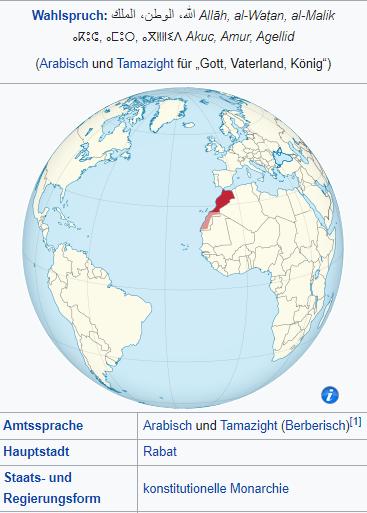 Wahlspruch: الله، الوطن، الملك Allāh, al-Waṭan, al-Malik
ⴰⴽⵓⵛ, ⴰⵎⵓⵔ, ⴰⴳⵍⵍⵉⴷ Akuc, Amur, Agellid
(Arabisch und Tamazight für „Gott, Vaterland, König“)
i
Amtssprache Arabisch und Tamazight (Berberisch)[1]
Hauptstadt Rabat
Staats- und
Regierungsform konstitutionelle Monarchie